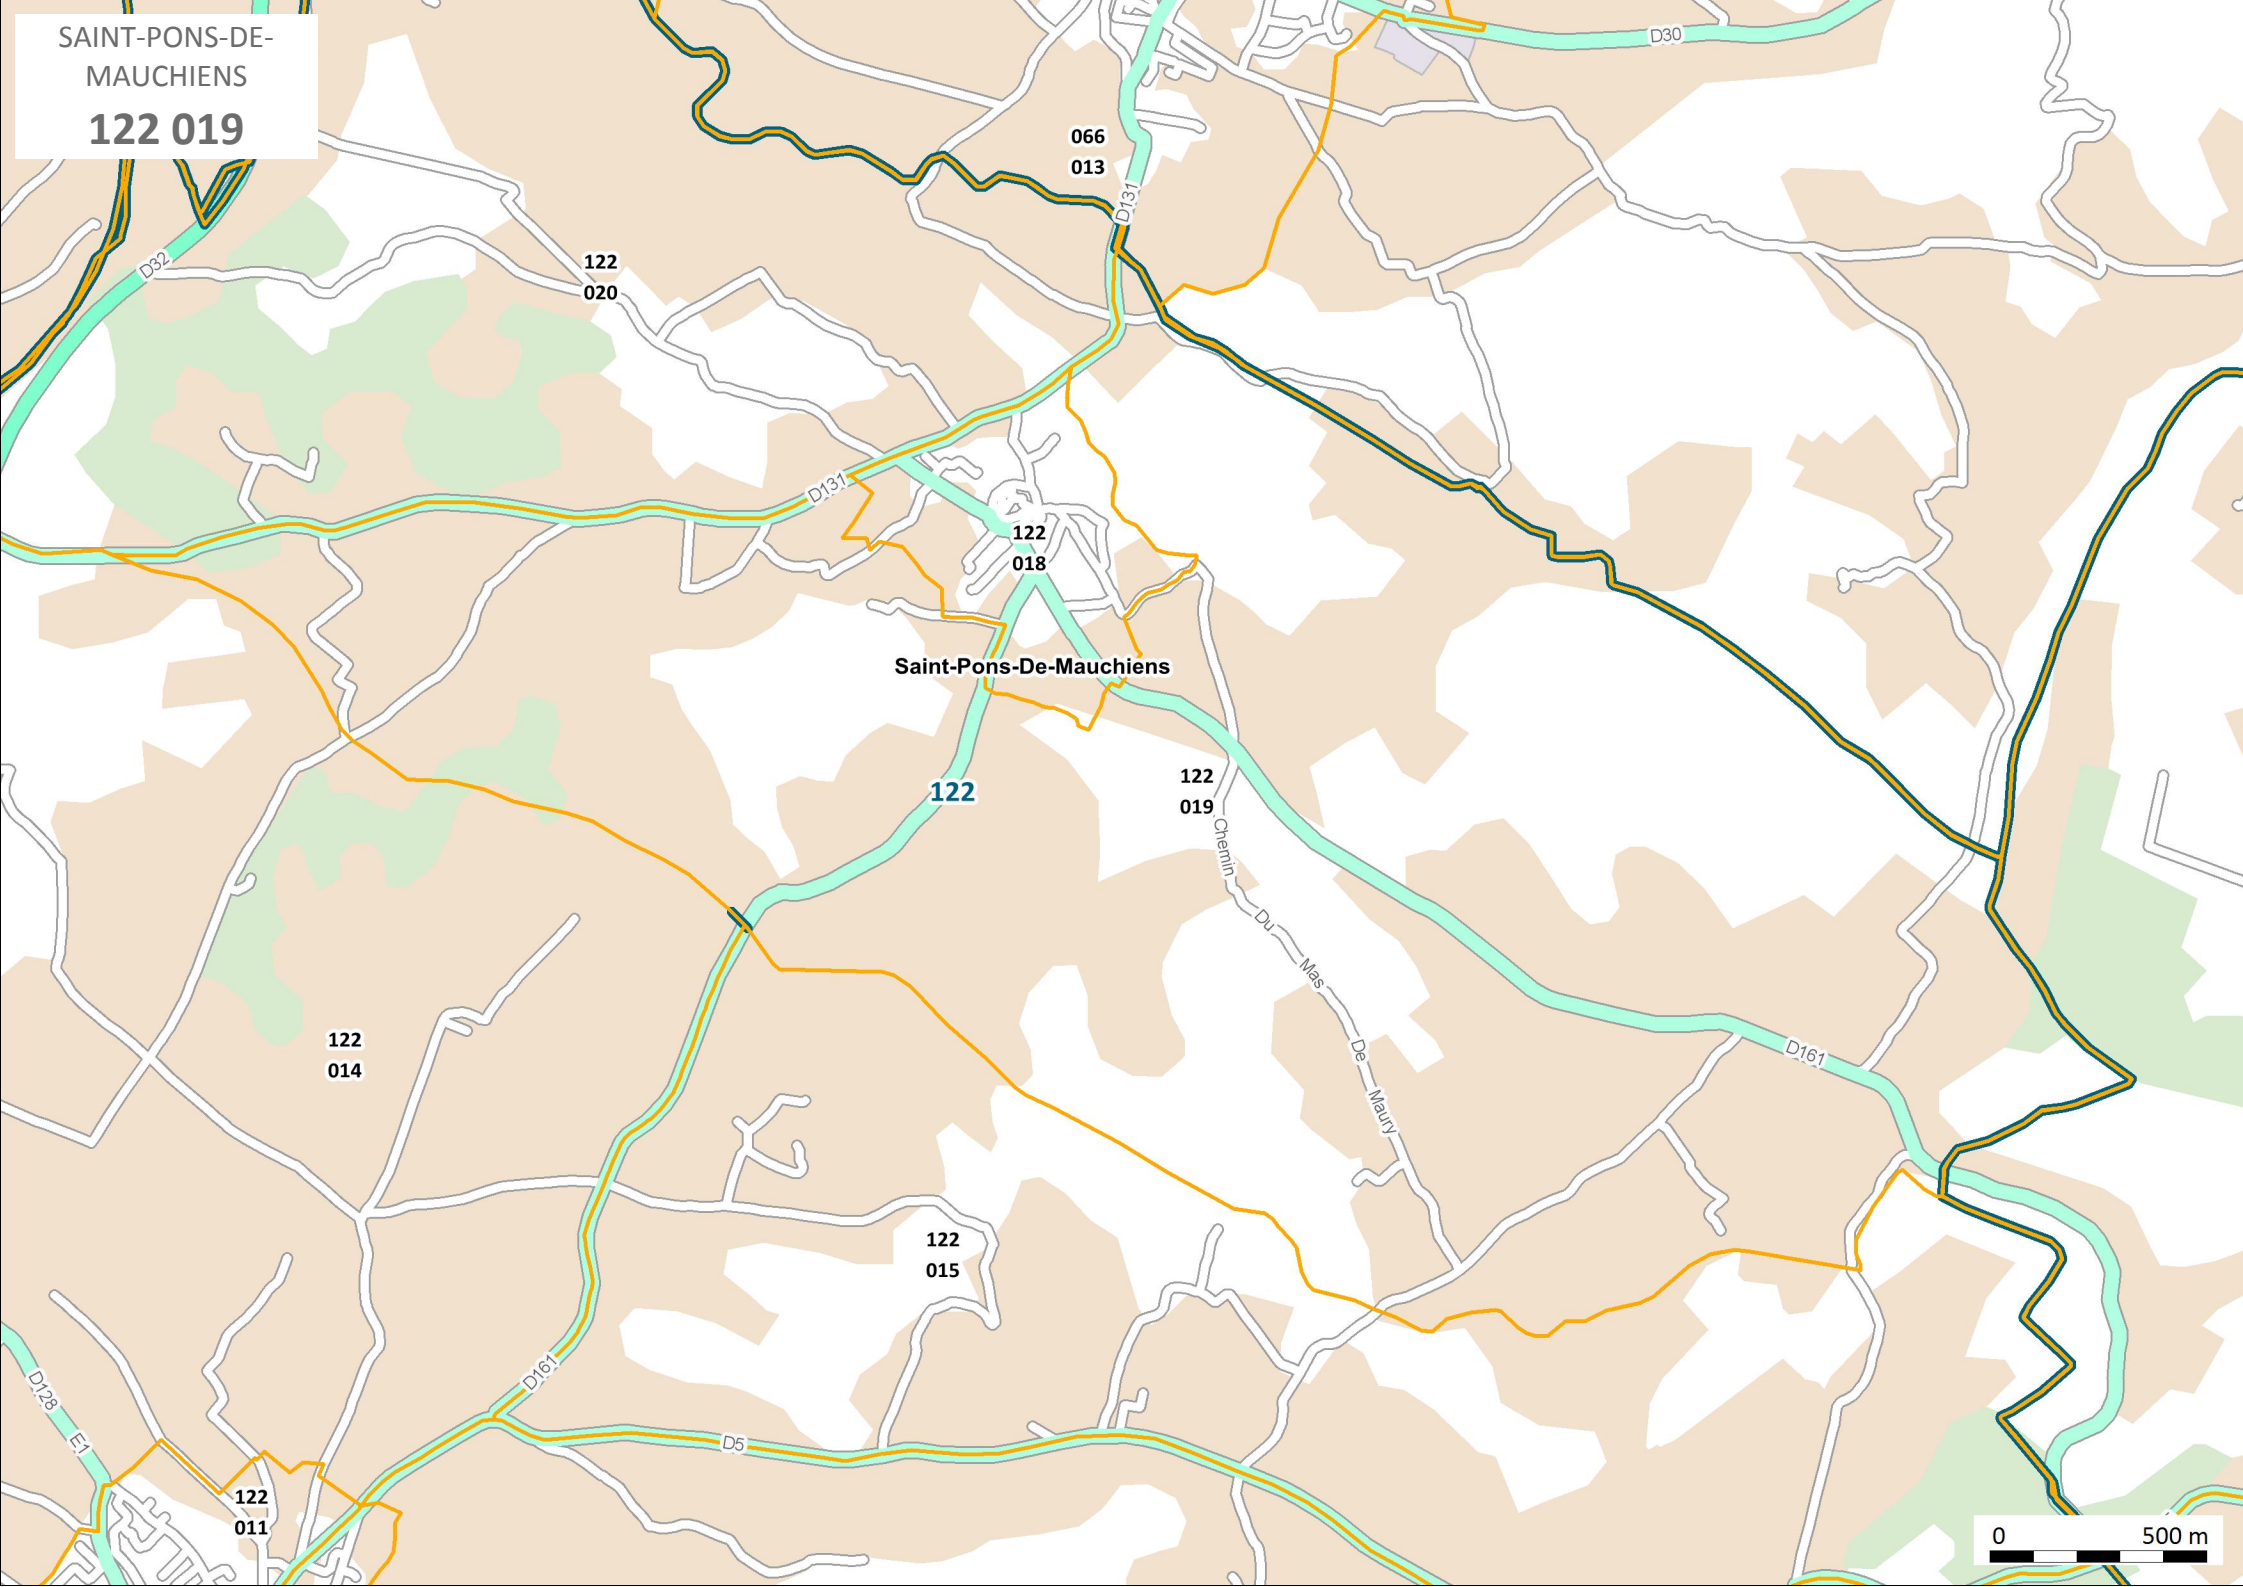 SAINT-PONS-DE-
MAUCHIENS
122 019
D30
066
013
D131
D32
122
020
D131
122
018
Saint-Pons-De-Mauchiens
122
122
019
Chemin
Du
Mas
De
Maury
122
014
D161
122
015
D161
D128
E1
D5
122
011
0 500 m